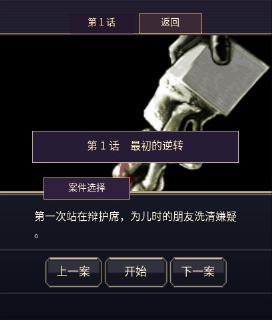 第1话 返回
第1话 最初的逆转
案件选择
第一次站在辩护席，为儿时的朋友洗清嫌疑
。
上一案 开始 下一案